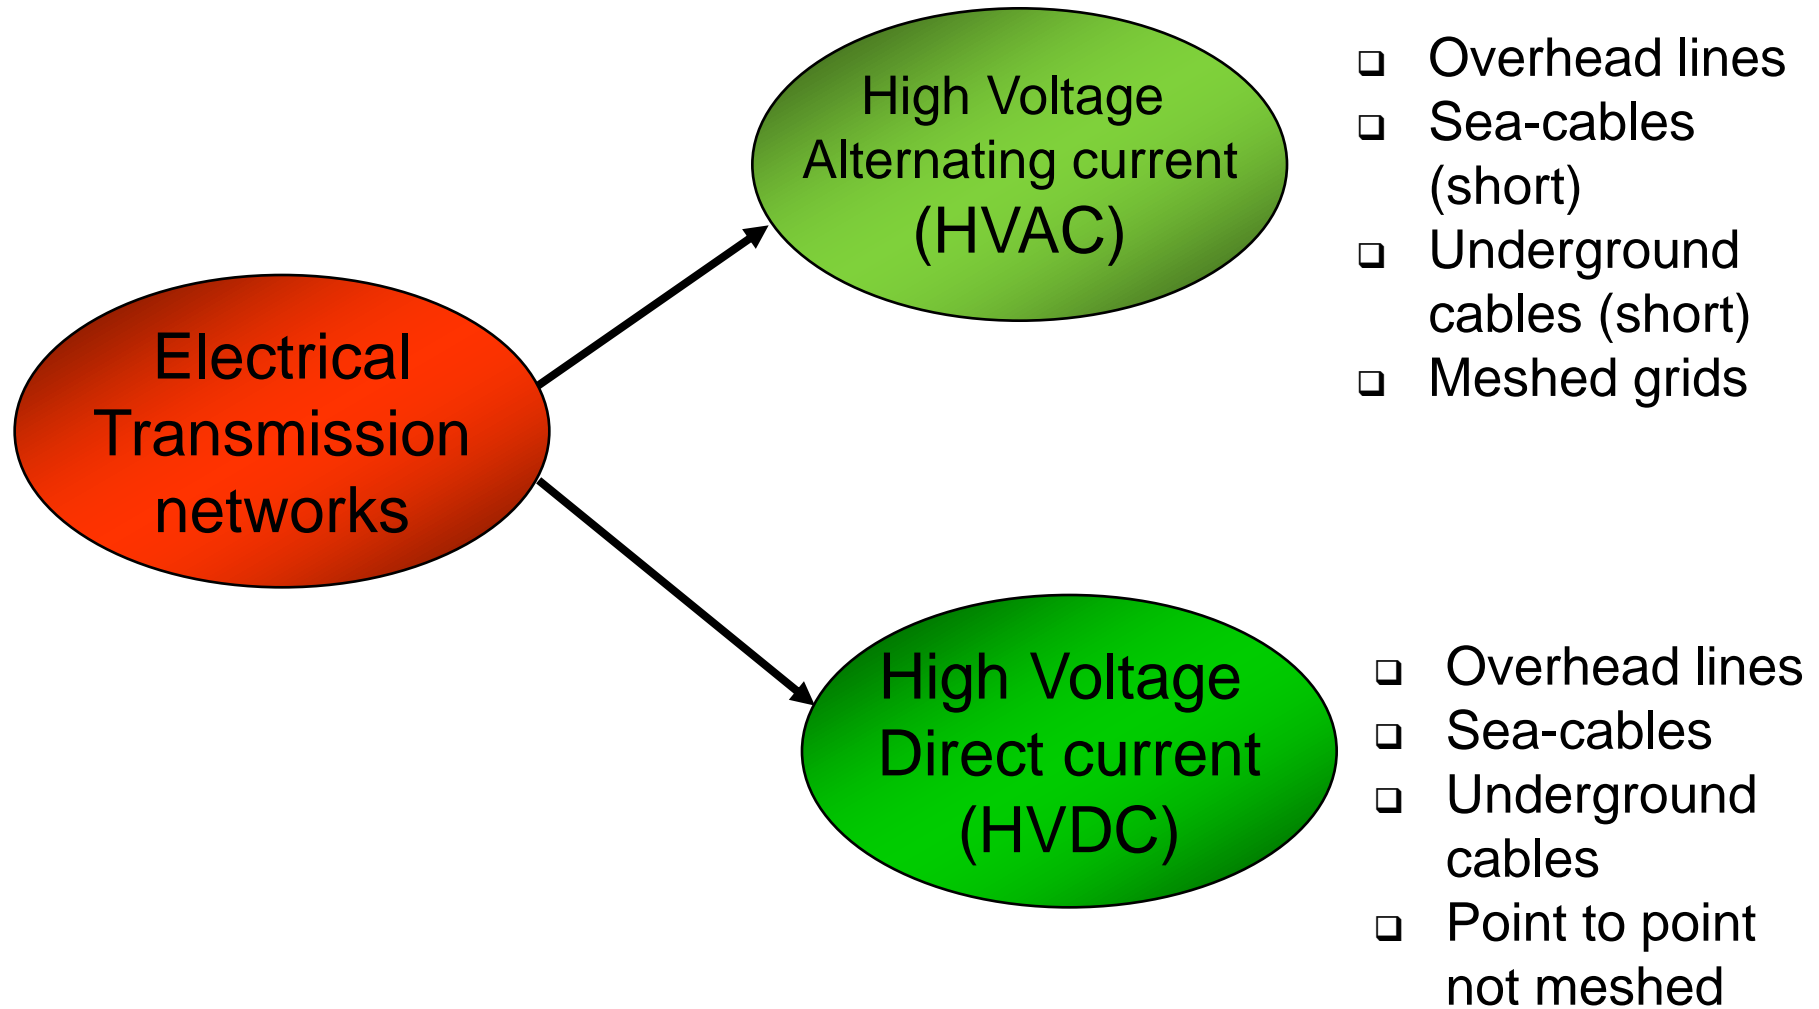 Electrical
Transmission
networks
High Voltage
Alternating current
(HVAC)
❑ Overhead lines
❑ Sea-cables
(short)
❑ Underground
cables (short)
❑ Meshed grids
High Voltage
Direct current
(HVDC)
❑ Overhead lines
❑ Sea-cables
❑ Underground
cables
❑ Point to point
not meshed